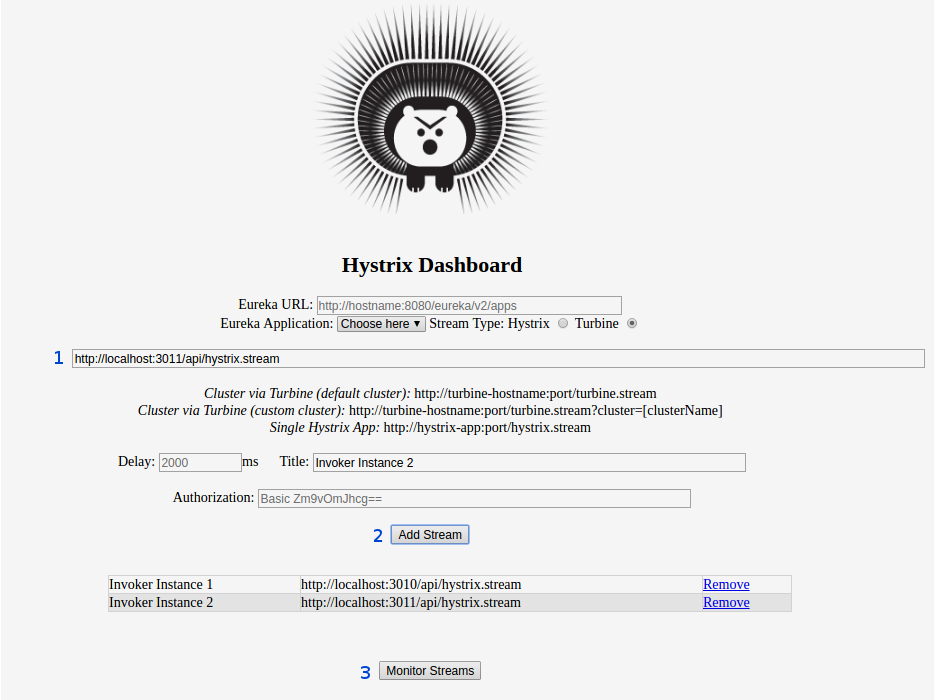 Hystrix Dashboard
Eureka URL: http://hostname:8080/eureka/v2/apps
Eureka Application: Choose here ▼ Stream Type: Hystrix Turbine
1 http://localhost:3011/api/hystrix.stream
Cluster via Turbine (default cluster): http://turbine-hostname:port/turbine.stream
Cluster via Turbine (custom cluster): http://turbine-hostname:port/turbine.stream?cluster=[clusterName]
Single Hystrix App: http://hystrix-app:port/hystrix.stream
Delay: 2000 ms Title: Invoker Instance 2
Authorization: Basic Zm9vOmJhcg==
2 Add Stream
Invoker Instance 1 http://localhost:3010/api/hystrix.stream Remove
Invoker Instance 2 http://localhost:3011/api/hystrix.stream Remove
3 Monitor Streams